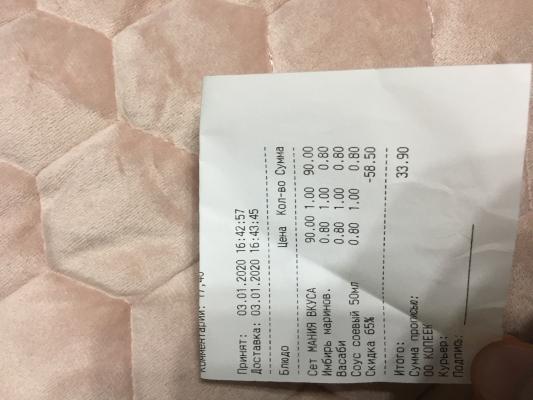 Комментарии: 17,40
Принят: 03.01.2020 16:42:57
Доставка: 03.01.2020 16:43:45
Блюдо Цена Кол-во Сумма
Сет МАНИЯ ВКУСА 90.00 1.00 90.00
Имбирь маринов. 0.80 1.00 0.80
Васаби 0.80 1.00 0.80
Соус соевый 50мл 0.80 1.00 0.80
Скидка 65% -58.50
Итого: 33.90
Сумма прописью:
00 КОПЕЕК
Курьер:
Подпись: